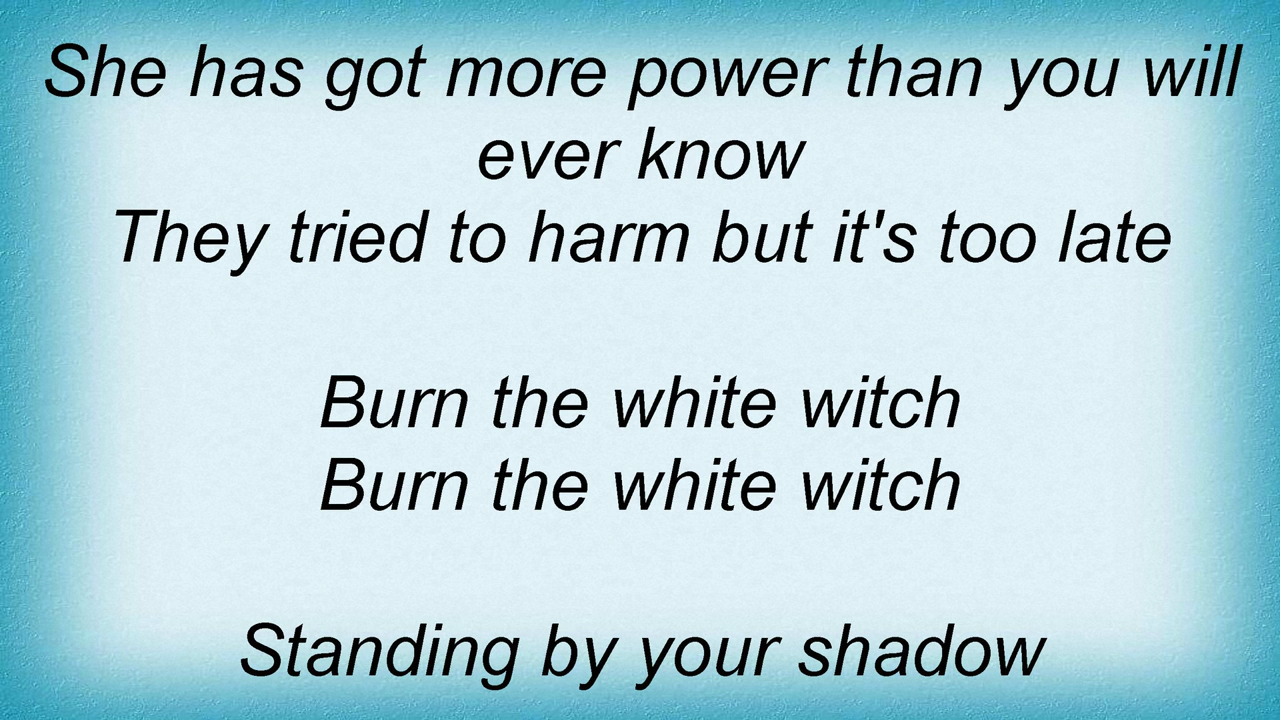 She has got more power than you will
ever know
They tried to harm but it's too late
Burn the white witch
Burn the white witch
Standing by your shadow